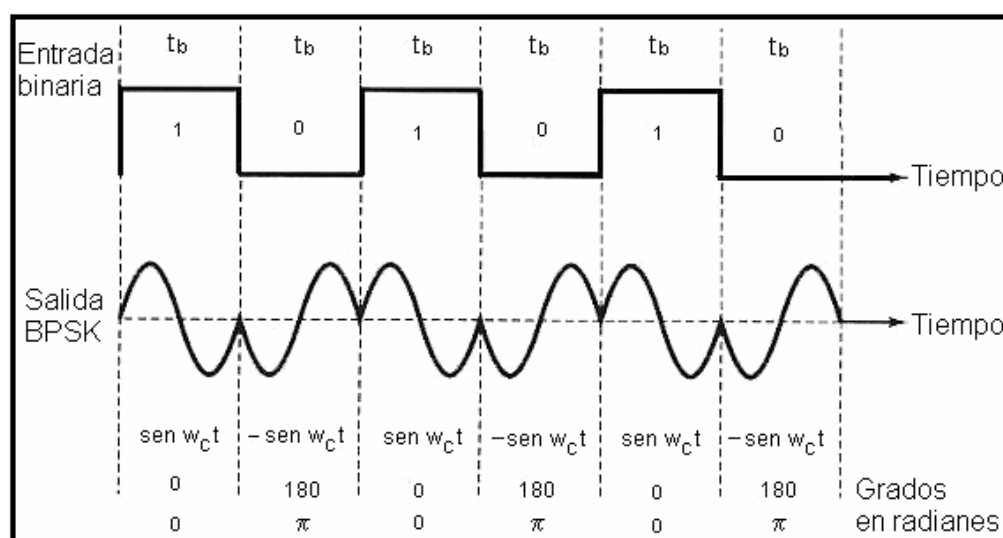 t_b t_b t_b t_b t_b t_b
Entrada
binaria
1 0 1 0 1 0
Tiempo
Salida
BPSK
Tiempo
sen w_c t -sen w_c t sen w_c t -sen w_c t sen w_c t -sen w_c t
0 180 0 180 0 180 Grados
0 π 0 π 0 π en radianes